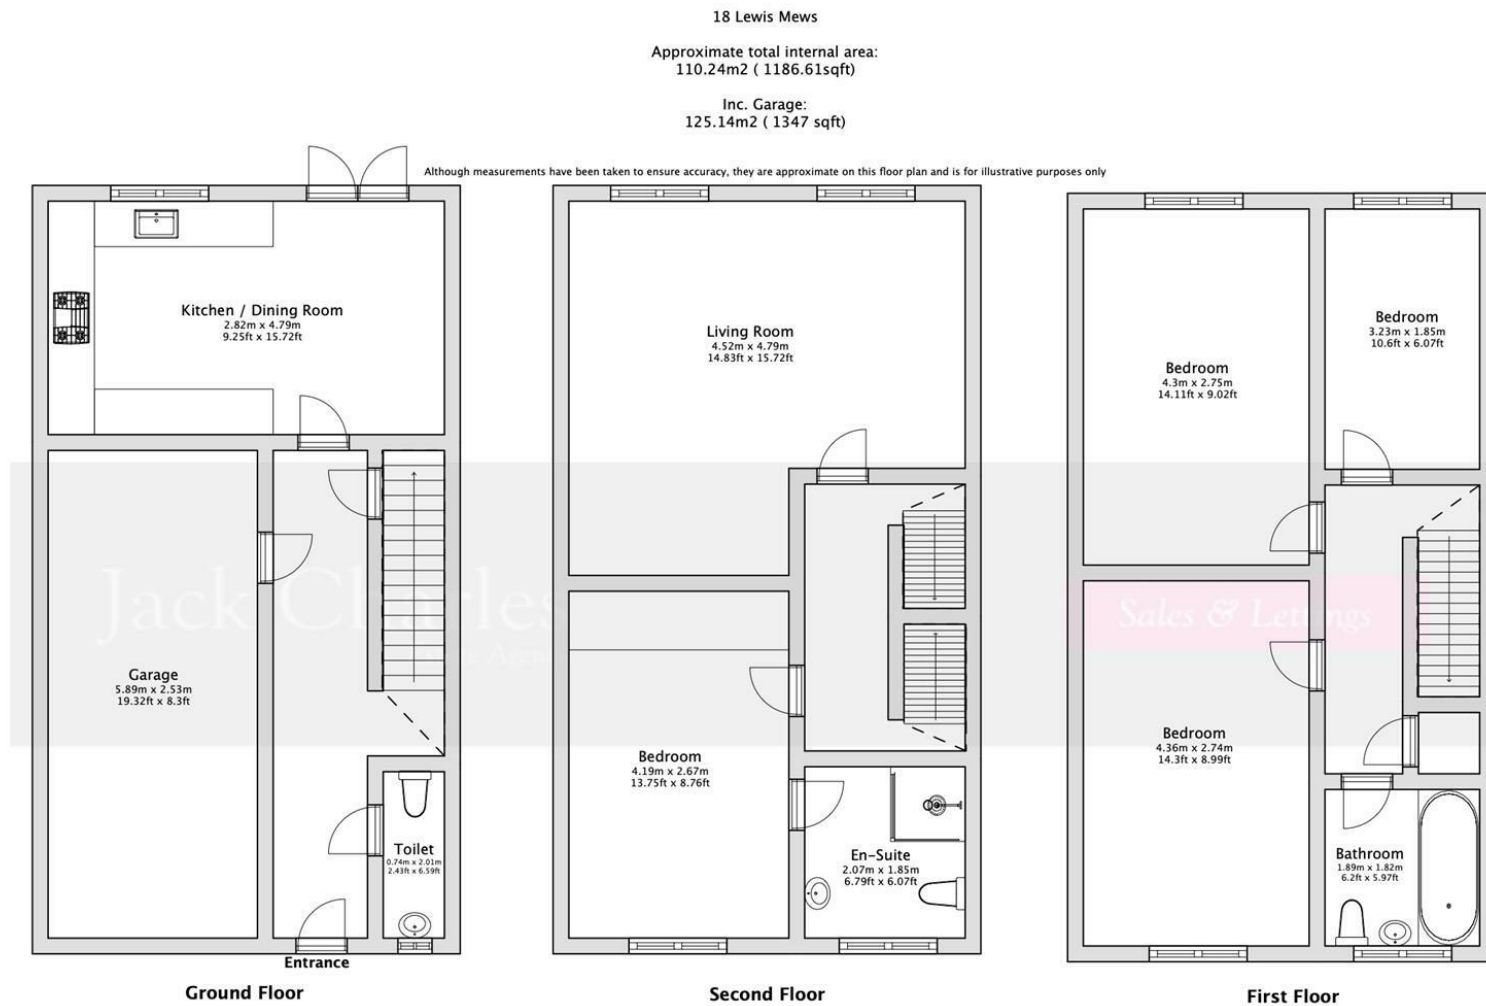 18 Lewis Mews
Approximate total internal area:
110.24m2 ( 1186.61sqft)
Inc. Garage:
125.14m2 ( 1347 sqft)
Although measurements have been taken to ensure accuracy, they are approximate on this floor plan and is for illustrative purposes only
Kitchen / Dining Room
2.82m x 4.79m
9.25ft x 15.72ft
Garage
5.89m x 2.53m
19.32ft x 8.3ft
Toilet
0.74m x 2.01m
2.43ft x 6.59ft
Entrance
Ground Floor
Living Room
4.52m x 4.79m
14.83ft x 15.72ft
Bedroom
4.19m x 2.67m
13.75ft x 8.76ft
En-Suite
2.07m x 1.85m
6.79ft x 6.07ft
Second Floor
Bedroom
4.3m x 2.75m
14.11ft x 9.02ft
Bedroom
3.23m x 1.85m
10.6ft x 6.07ft
Bedroom
4.36m x 2.74m
14.3ft x 8.99ft
Bathroom
1.89m x 1.82m
6.2ft x 5.97ft
First Floor
Jack Charles
Sales & Lettings